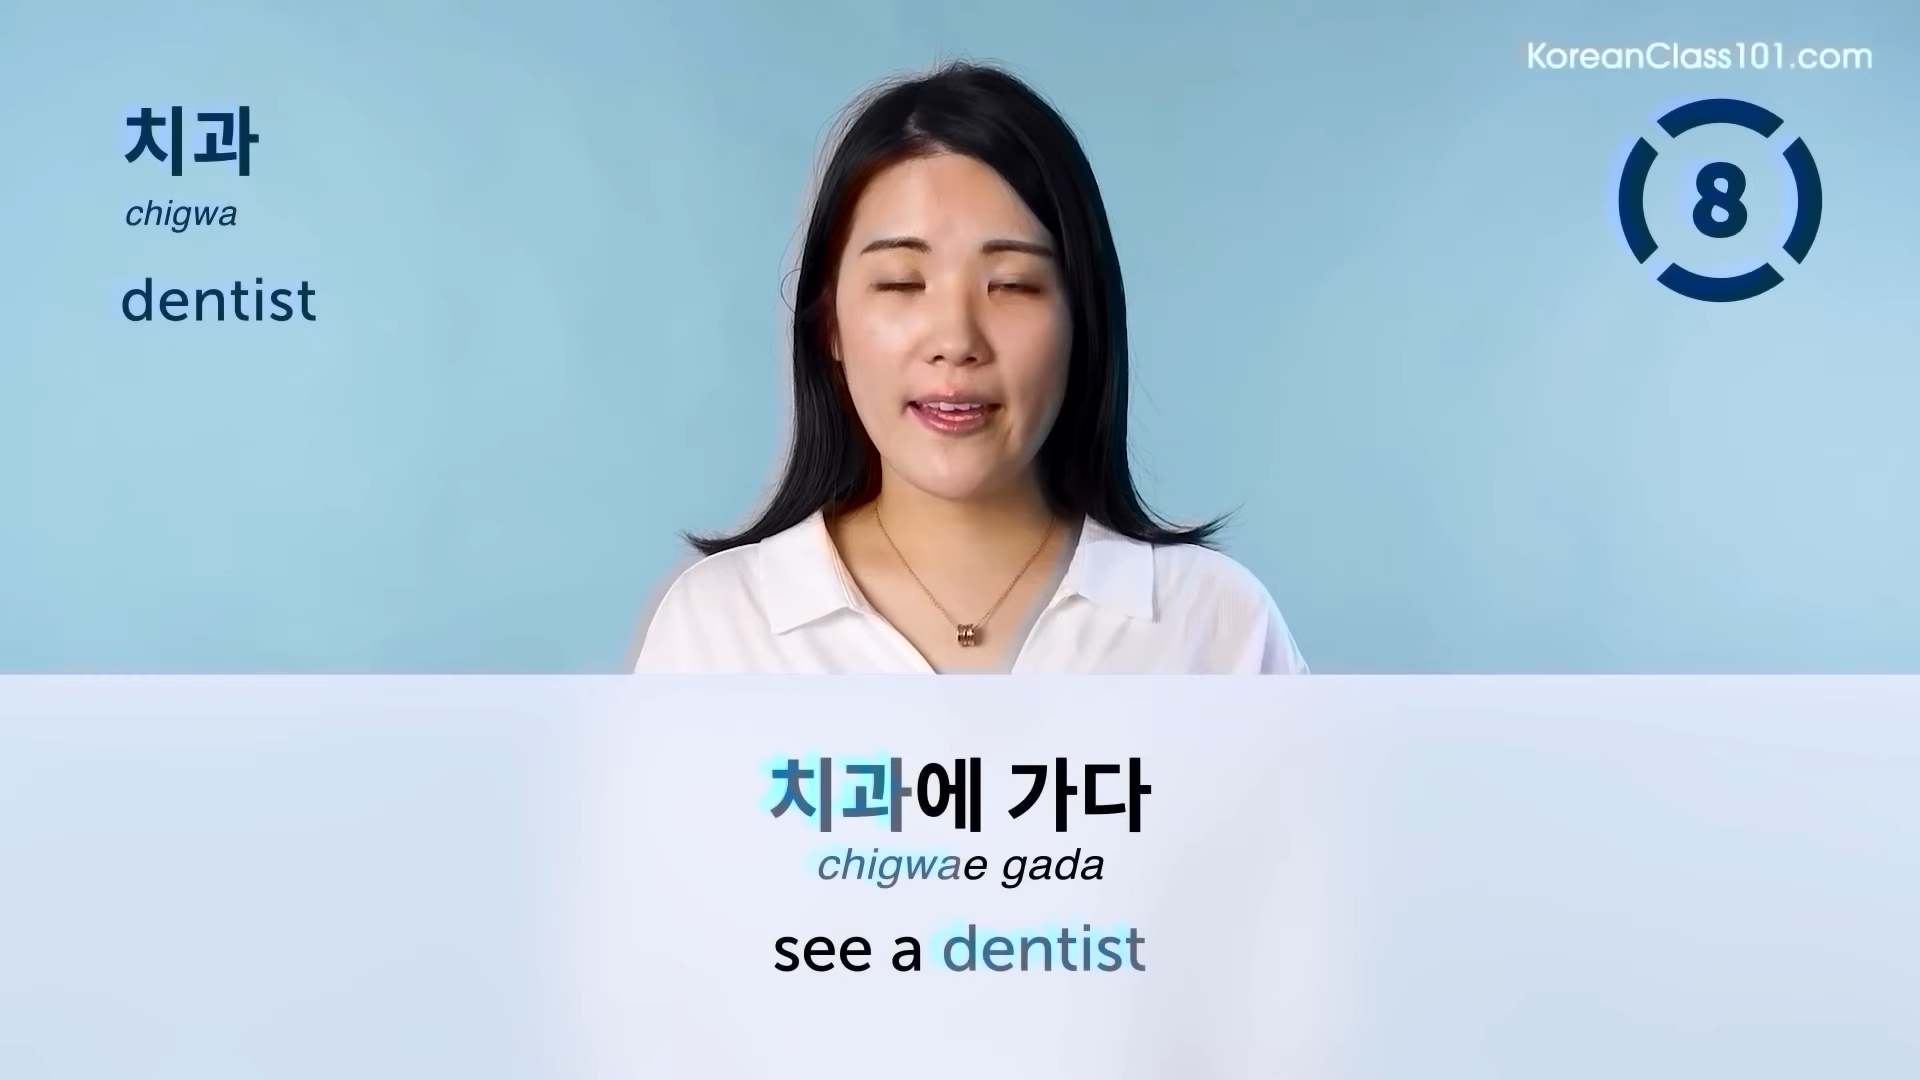 KoreanClass101.com
치과
chigwa
dentist
8
치과에 가다
chigwae gada
see a dentist